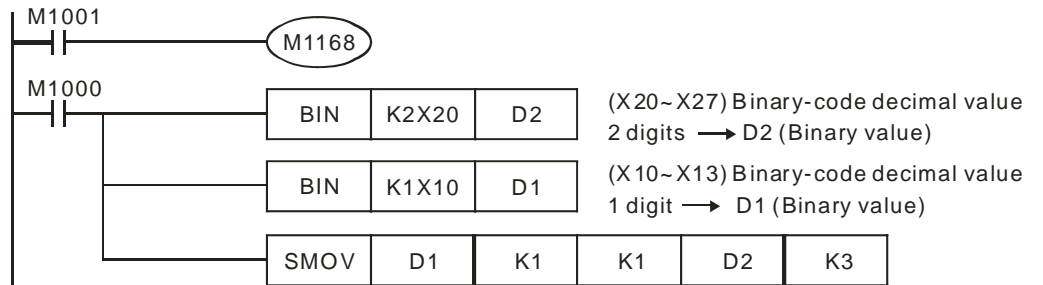 M1001
M1168
M1000
BIN K2X20 D2
(X20~X27) Binary-code decimal value
2 digits → D2 (Binary value)
BIN K1X10 D1
(X10~X13) Binary-code decimal value
1 digit → D1 (Binary value)
SMOV D1 K1 K1 D2 K3